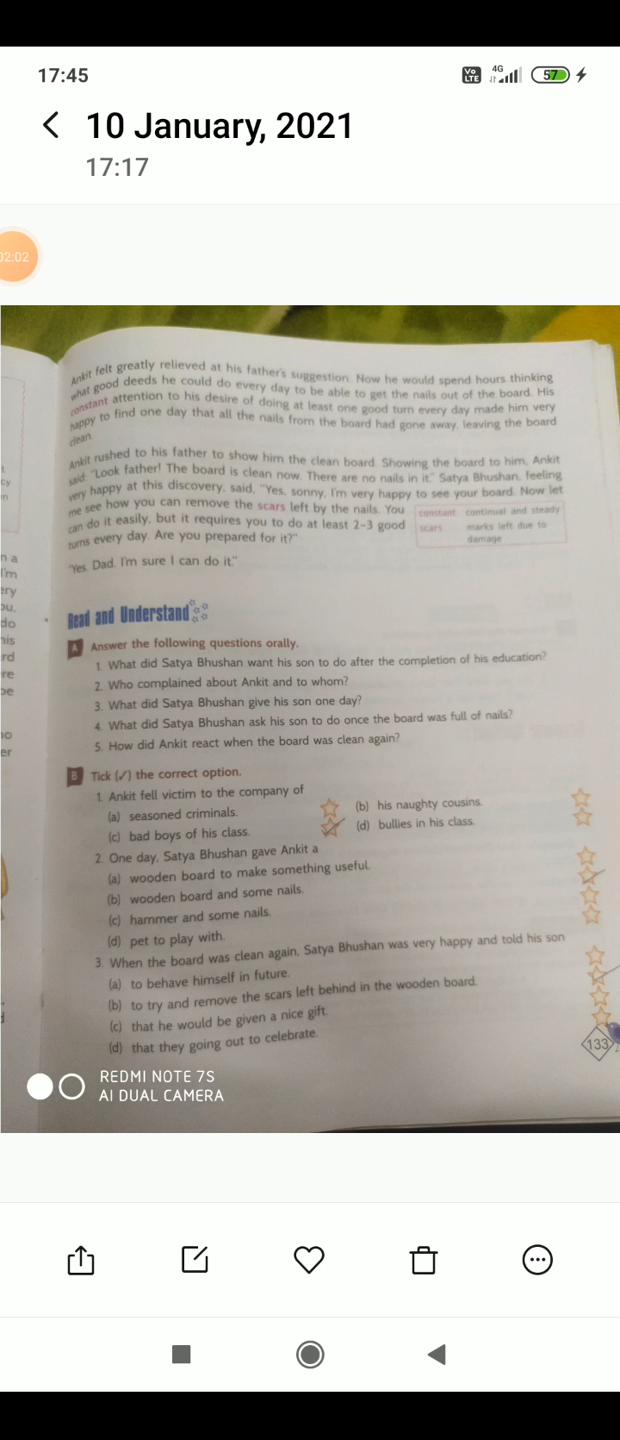 17:45
Vo
LTE
4G
57
10 January, 2021
17:17
02:02
Ankit felt greatly relieved at his father's suggestion. Now he would spend hours thinking
what good deeds he could do every day to be able to get the nails out of the board. His
constant attention to his desire of doing at least one good turn every day made him very
happy to find one day that all the nails from the board had gone away, leaving the board
clean.
Ankit rushed to his father to show him the clean board. Showing the board to him, Ankit
said, "Look father! The board is clean now. There are no nails in it." Satya Bhushan, feeling
very happy at this discovery, said, "Yes, sonny, I'm very happy to see your board. Now let
me see how you can remove the scars left by the nails. You
can do it easily, but it requires you to do at least 2-3 good
turns every day. Are you prepared for it?"
constant continual and steady
scars marks left due to
damage
"Yes, Dad. I'm sure I can do it."
Read and Understand
A Answer the following questions orally.
1. What did Satya Bhushan want his son to do after the completion of his education?
2. Who complained about Ankit and to whom?
3. What did Satya Bhushan give his son one day?
4. What did Satya Bhushan ask his son to do once the board was full of nails?
5. How did Ankit react when the board was clean again?
B Tick (✓) the correct option.
1. Ankit fell victim to the company of
(a) seasoned criminals.
(b) his naughty cousins.
(c) bad boys of his class.
(d) bullies in his class.
2. One day, Satya Bhushan gave Ankit a
(a) wooden board to make something useful.
(b) wooden board and some nails.
(c) hammer and some nails.
(d) pet to play with.
3. When the board was clean again, Satya Bhushan was very happy and told his son
(a) to behave himself in future.
(b) to try and remove the scars left behind in the wooden board.
(c) that he would be given a nice gift.
(d) that they going out to celebrate.
133
REDMI NOTE 7S
AI DUAL CAMERA